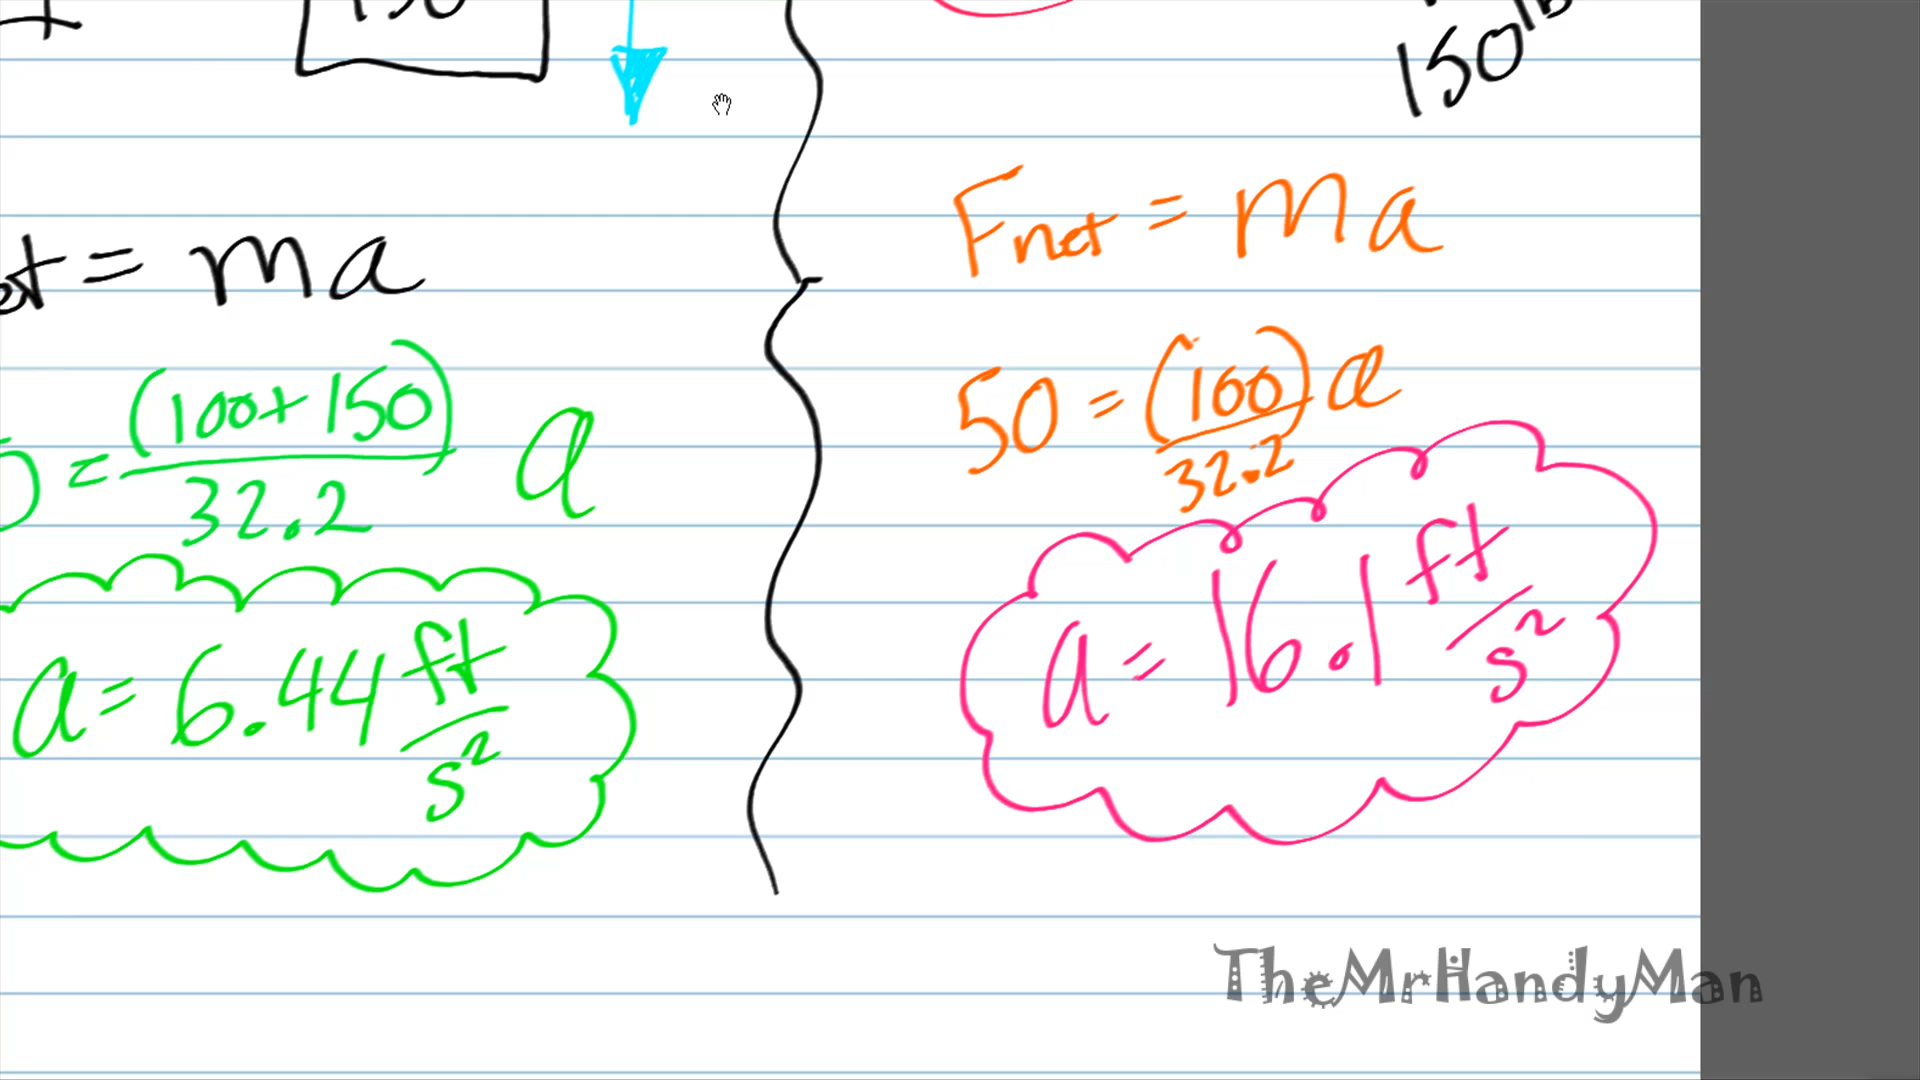 150
150lb
et = ma
0 = (100+150)/32.2 a
a = 6.44 ft/s²
Fnet = ma
50 = (100)/32.2 a
a = 16.1 ft/s²
TheMrHandyMan